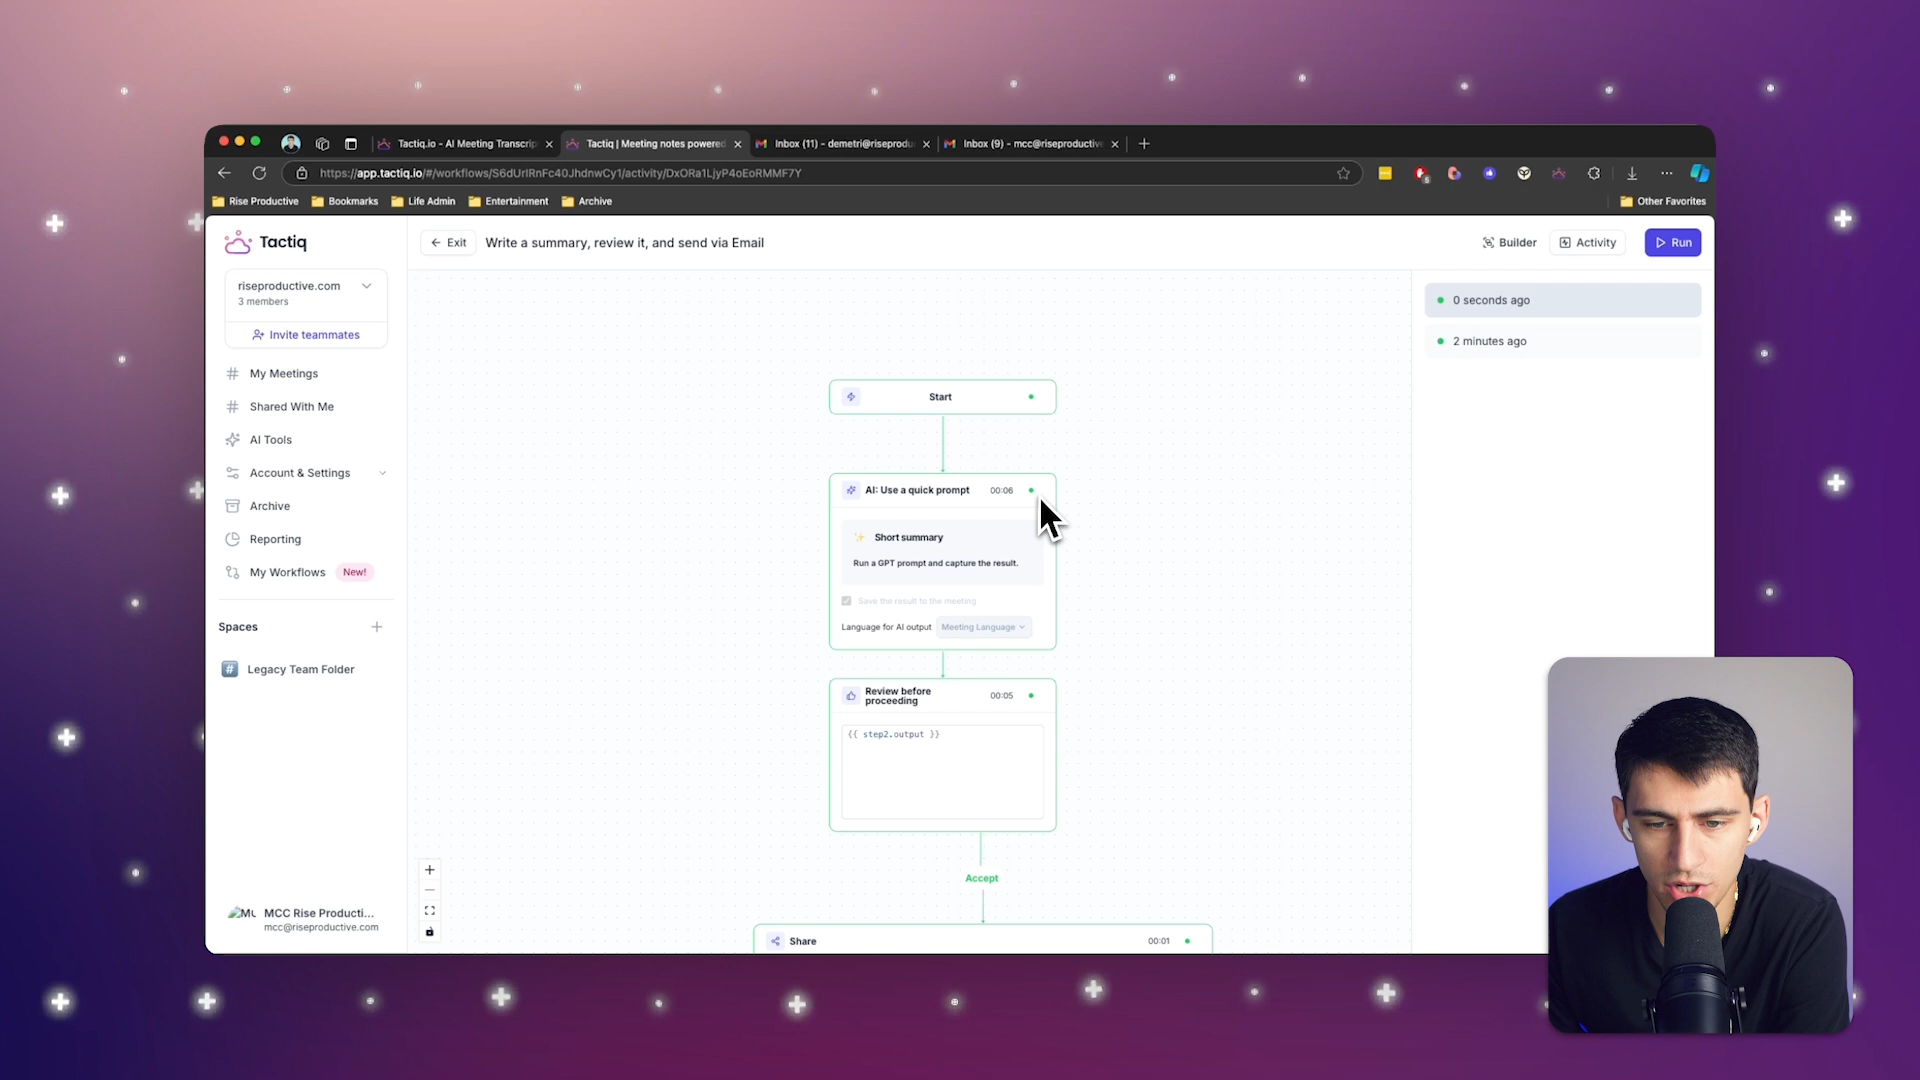 Tactiq.io - AI Meeting Transcrip
Tactiq | Meeting notes powered
Inbox (11) - demetri@riseprodu
Inbox (9) - mcc@riseproductive
https://app.tactiq.io/#/workflows/S6dUrIRnFc40JhdnwCy1/activity/DxORa1LjyP4oEoRMMF7Y
Rise Productive
Bookmarks
Life Admin
Entertainment
Archive
Other Favorites
Tactiq
Exit
Write a summary, review it, and send via Email
Builder
Activity
Run
riseproductive.com
3 members
Invite teammates
My Meetings
Shared With Me
AI Tools
Account & Settings
Archive
Reporting
My Workflows New!
Spaces
Legacy Team Folder
MCC Rise Producti...
mcc@riseproductive.com
Start
AI: Use a quick prompt 00:06
Short summary
Run a GPT prompt and capture the result.
Save the result to the meeting
Language for AI output Meeting Language
Review before
proceeding
00:05
{{ step2.output }}
Accept
Share 00:01
0 seconds ago
2 minutes ago